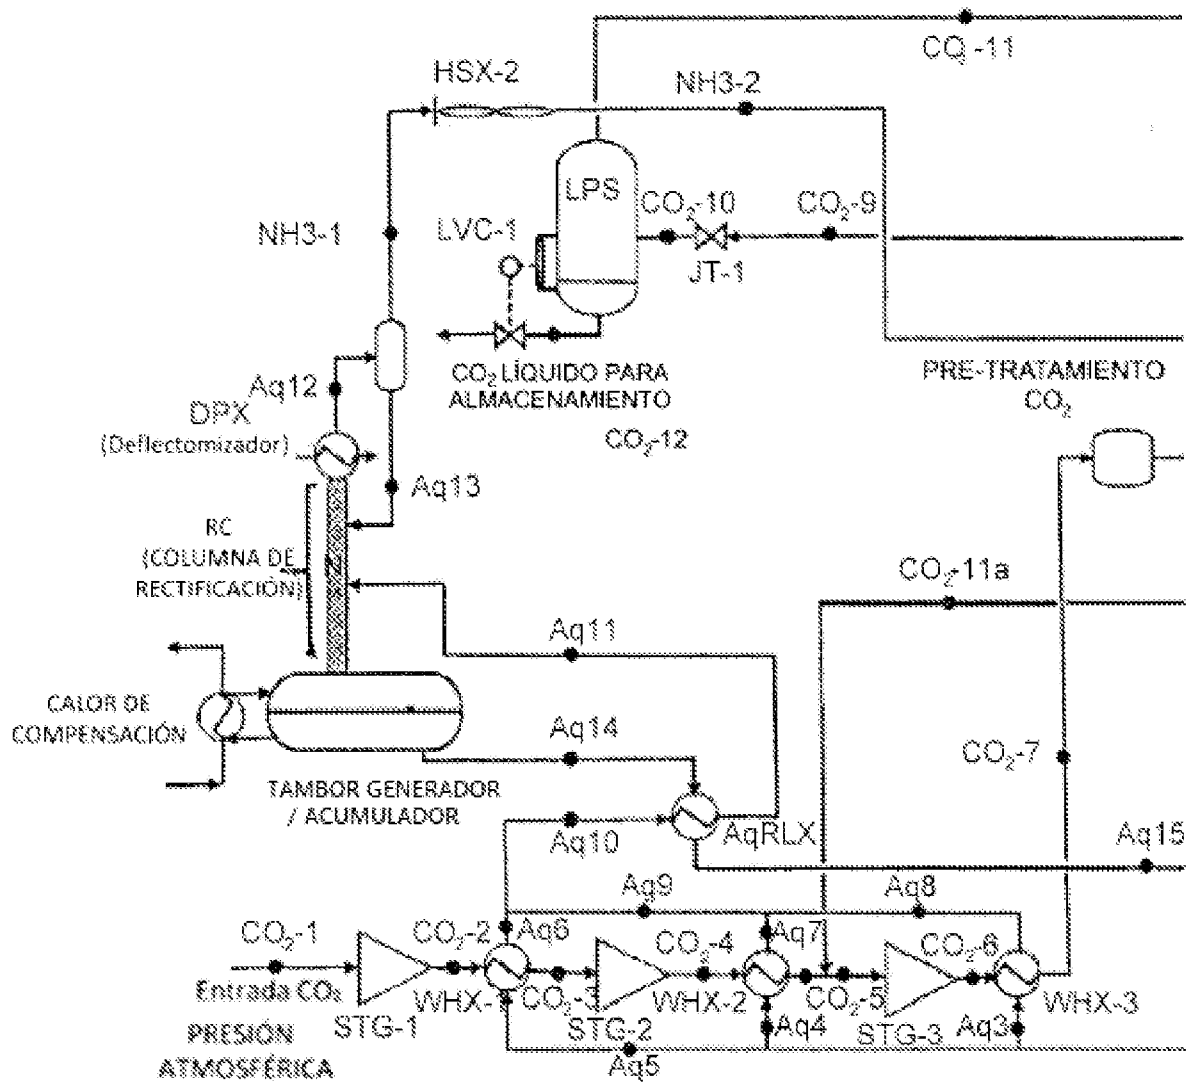 CO₂-11
HSX-2
NH3-2
LPS
CO₂-10
CO₂-9
NH3-1
LVC-1
JT-1
CO₂ LÍQUIDO PARA
ALMACENAMIENTO
CO₂-12
PRE-TRATAMIENTO
CO₂
Aq12
DPX
(Deflectomizador)
Aq13
RC
(COLUMNA DE
RECTIFICACIÓN)
CO₂-11a
Aq11
CALOR DE
COMPENSACIÓN
Aq14
CO₂-7
TAMBOR GENERADOR
/ ACUMULADOR
Aq10
AqRLX
Aq15
Aq9
Aq8
CO₂-1
CO₂-2
Aq6
CO₂-4
Aq7
CO₂-6
Entrada CO₂
WHX-1
CO₂-3
WHX-2
CO₂-5
WHX-3
STG-1
STG-2
Aq4
STG-3
Aq3
PRESIÓN
ATMOSFÉRICA
Aq5